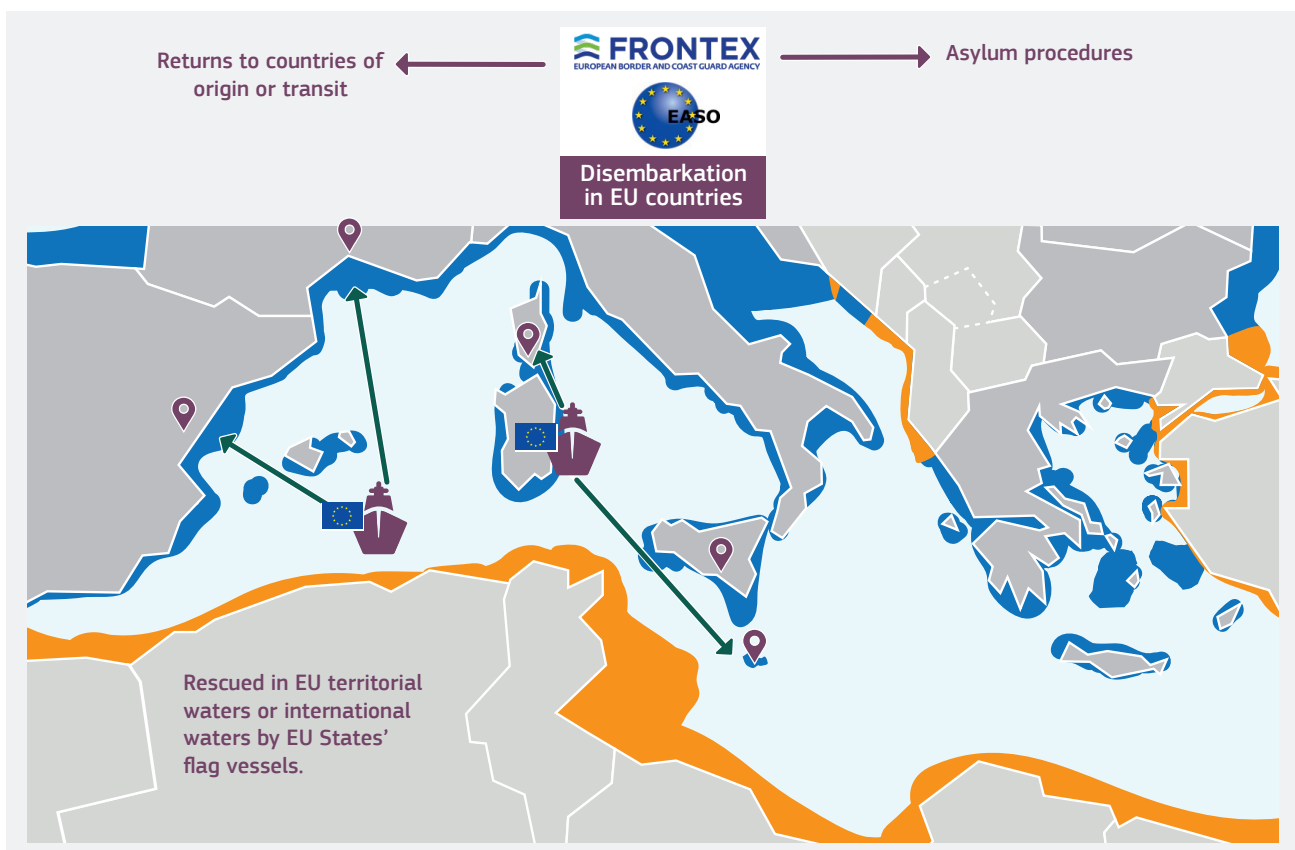 Returns to countries of
origin or transit
FRONTEX
EUROPEAN BORDER AND COAST GUARD AGENCY
EASO
Disembarkation
in EU countries
Asylum procedures
Rescued in EU territorial
waters or international
waters by EU States’
flag vessels.